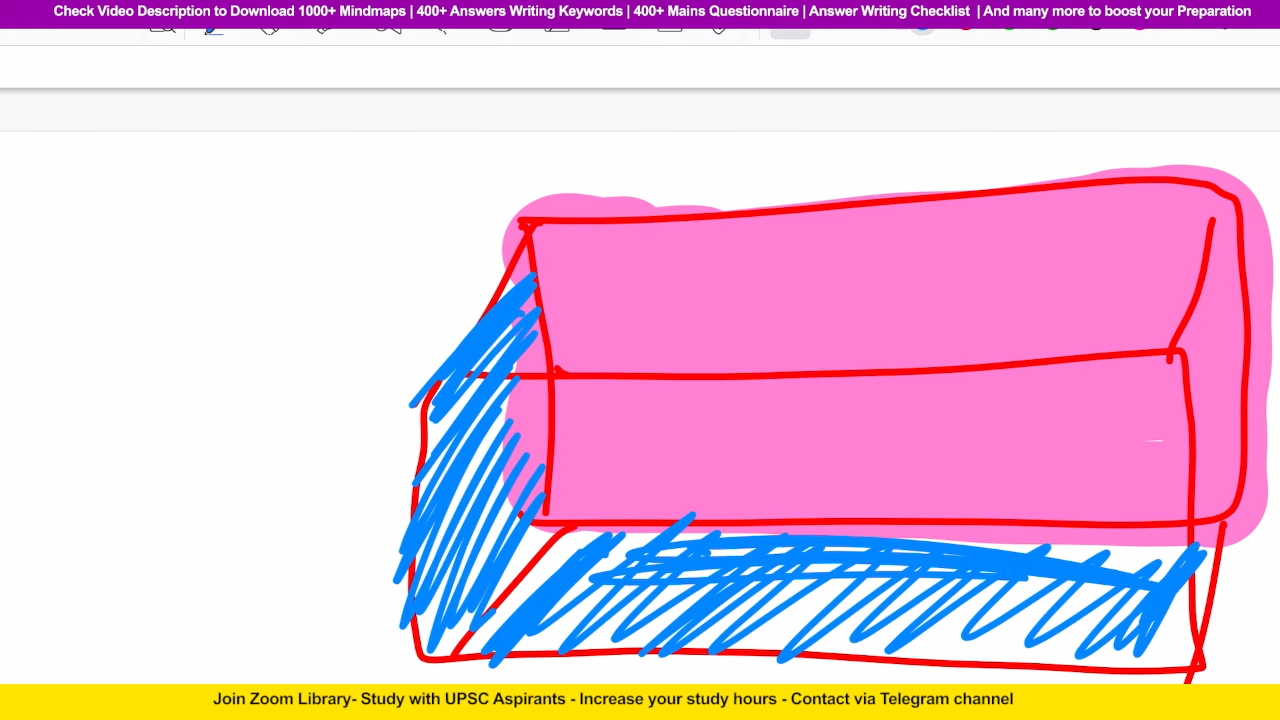 Check Video Description to Download 1000+ Mindmaps | 400+ Answers Writing Keywords | 400+ Mains Questionnaire | Answer Writing Checklist | And many more to boost your Preparation
Join Zoom Library- Study with UPSC Aspirants - Increase your study hours - Contact via Telegram channel